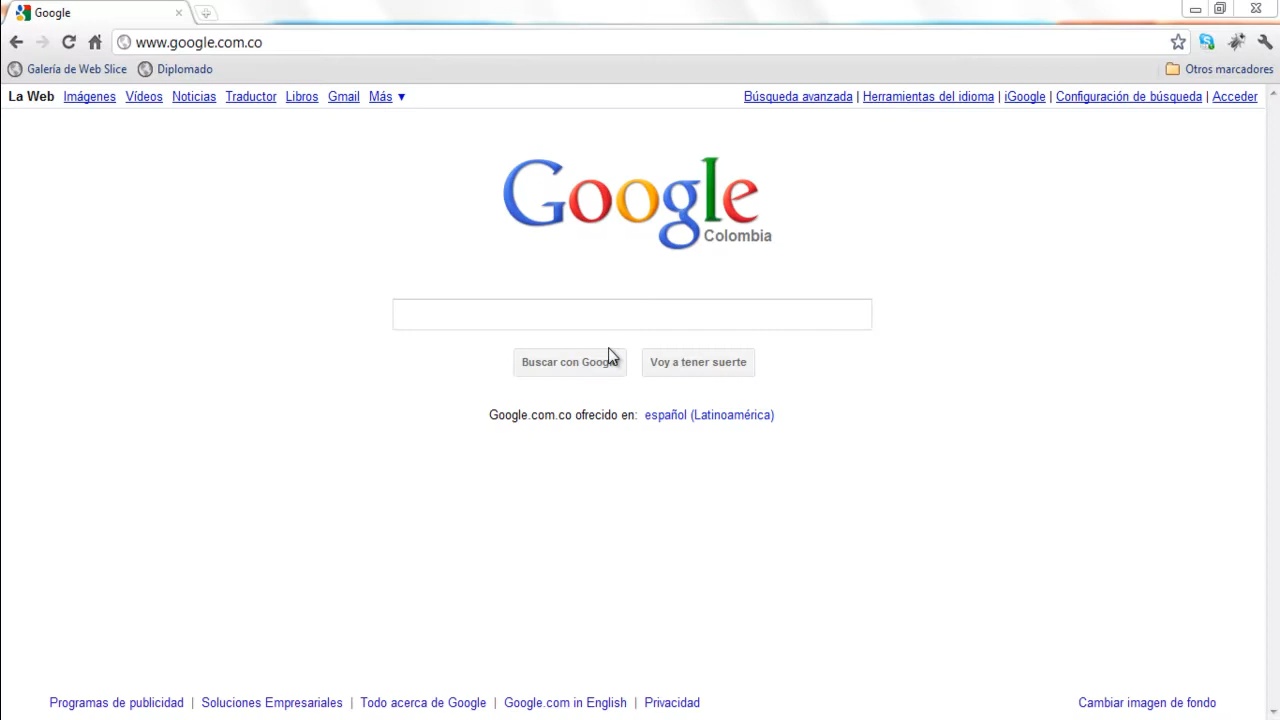 Google
www.google.com.co
Galería de Web Slice Diplomado Otros marcadores
La Web Imágenes Vídeos Noticias Traductor Libros Gmail Más ▼ Búsqueda avanzada | Herramientas del idioma | iGoogle | Configuración de búsqueda | Acceder
Google
Colombia
Buscar con Google Voy a tener suerte
Google.com.co ofrecido en: español (Latinoamérica)
Programas de publicidad | Soluciones Empresariales | Todo acerca de Google | Google.com in English | Privacidad Cambiar imagen de fondo